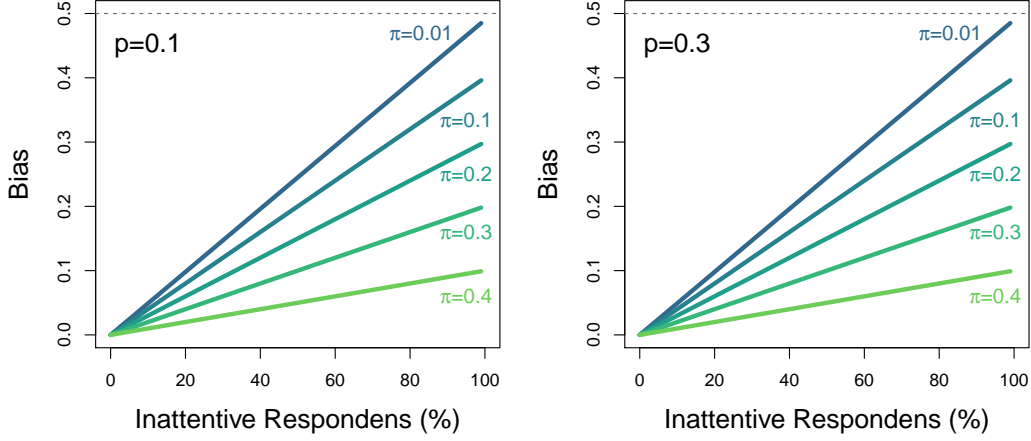 p=0.1
π=0.01
π=0.1
π=0.2
π=0.3
π=0.4
0.0
0.1
0.2
0.3
0.4
0.5
Bias
0 20 40 60 80 100
Inattentive Respondens (%)
p=0.3
π=0.01
π=0.1
π=0.2
π=0.3
π=0.4
0.0
0.1
0.2
0.3
0.4
0.5
Bias
0 20 40 60 80 100
Inattentive Respondens (%)